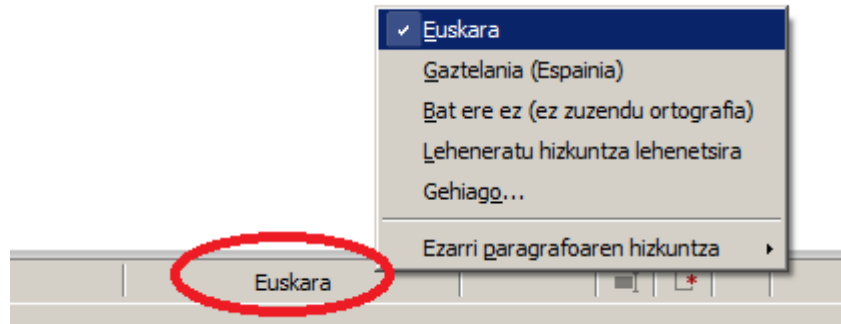 Euskara
Gaztelania (Espainia)
Bat ere ez (ez zuzendu ortografia)
Leheneratu hizkuntza lehenetsira
Gehiago...
Ezarri paragrafoaren hizkuntza
Euskara